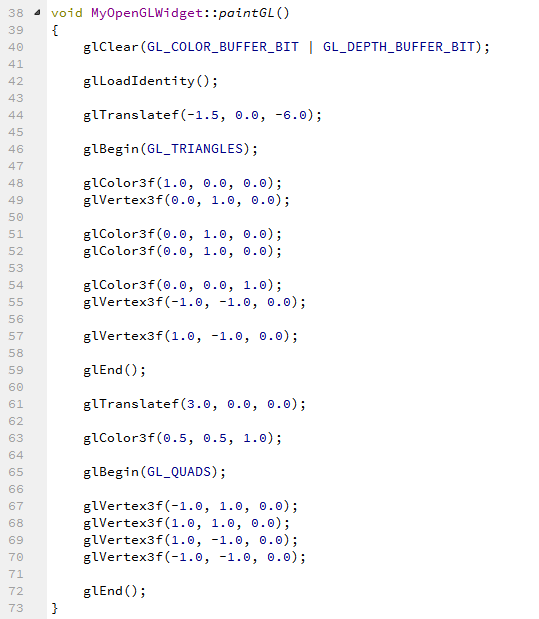 38 void MyOpenGLWidget::paintGL()
39 {
40     glClear(GL_COLOR_BUFFER_BIT | GL_DEPTH_BUFFER_BIT);
41
42     glLoadIdentity();
43
44     glTranslatef(-1.5, 0.0, -6.0);
45
46     glBegin(GL_TRIANGLES);
47
48     glColor3f(1.0, 0.0, 0.0);
49     glVertex3f(0.0, 1.0, 0.0);
50
51     glColor3f(0.0, 1.0, 0.0);
52     glColor3f(0.0, 1.0, 0.0);
53
54     glColor3f(0.0, 0.0, 1.0);
55     glVertex3f(-1.0, -1.0, 0.0);
56
57     glVertex3f(1.0, -1.0, 0.0);
58
59     glEnd();
60
61     glTranslatef(3.0, 0.0, 0.0);
62
63     glColor3f(0.5, 0.5, 1.0);
64
65     glBegin(GL_QUADS);
66
67     glVertex3f(-1.0, 1.0, 0.0);
68     glVertex3f(1.0, 1.0, 0.0);
69     glVertex3f(1.0, -1.0, 0.0);
70     glVertex3f(-1.0, -1.0, 0.0);
71
72     glEnd();
73 }